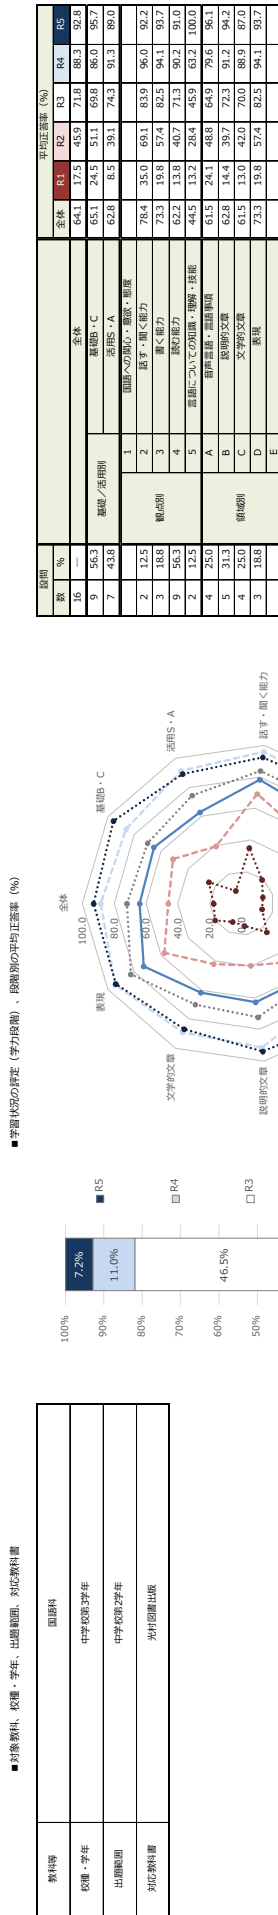 ■対象教科、校種・学年、出題範囲、対応教科書
教科等 国語科
校種・学年 中学校第3学年
出題範囲 中学校第2学年
対応教科書 光村図書出版
■学習状況の評定（学力段階）、段階別の平均正答率（%）
100%
90%
80%
70%
60%
50%
7.2%
11.0%
46.5%
R5
R4
R3
全体
基礎B・C
活用S・A
話す・聞く能力
説明的文章
文学的文章
表現
100.0
80.0
60.0
40.0
20.0
0.0
設問 平均正答率（%）
数 % 全体 R1 R2 R3 R4 R5
16 — 全体 64.1 17.5 45.9 71.8 88.3 92.8
基礎／活用別
9 56.3 基礎B・C 65.1 24.5 51.1 69.8 86.0 95.7
7 43.8 活用S・A 62.8 8.5 39.1 74.3 91.3 89.0
観点別
1 国語への関心・意欲・態度
2 12.5 2 話す・聞く能力 78.4 35.0 69.1 83.9 96.0 92.2
3 18.8 3 書く能力 73.3 19.8 57.4 82.5 94.1 93.7
9 56.3 4 読む能力 62.2 13.8 40.7 71.3 90.2 91.0
2 12.5 5 言語についての知識・理解・技能 44.5 13.2 28.4 45.9 63.2 100.0
領域別
4 25.0 A 音声言語・言語事項 61.5 24.1 48.8 64.9 79.6 96.1
5 31.3 B 説明的文章 62.8 14.4 39.7 72.3 91.2 94.2
4 25.0 C 文学的文章 61.5 13.0 42.0 70.0 88.9 87.0
3 18.8 D 表現 73.3 19.8 57.4 82.5 94.1 93.7
E